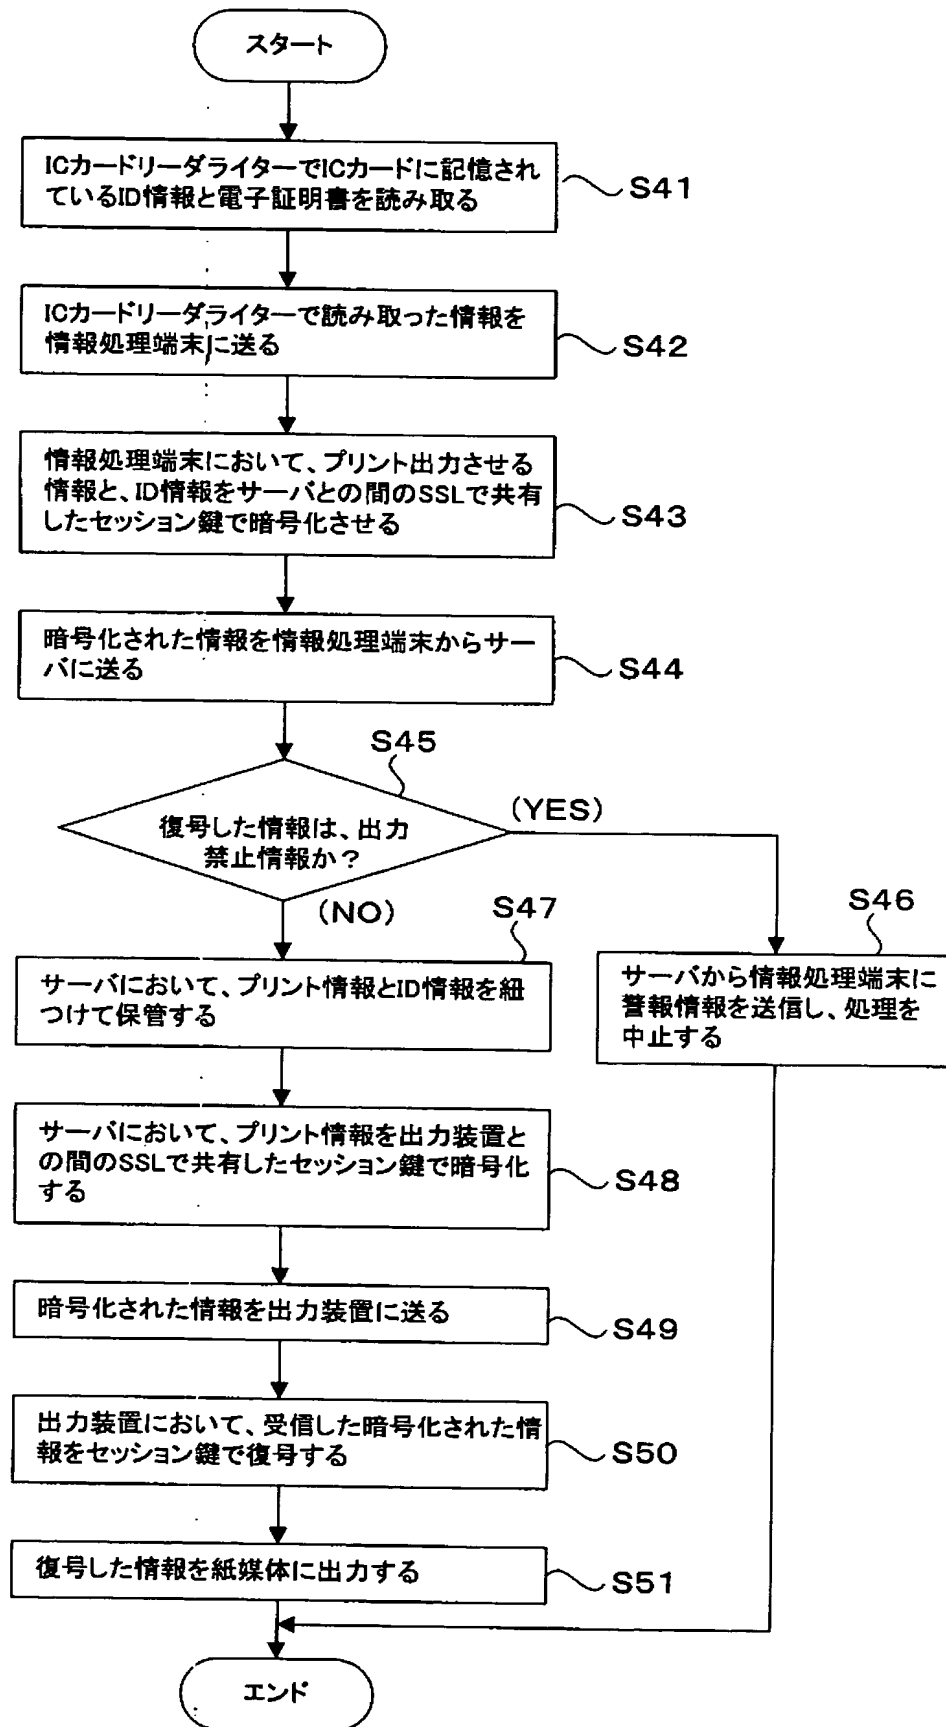 スタート
ICカードリーダライターでICカードに記憶され
ているID情報と電子証明書を読み取る
S41
ICカードリーダライターで読み取った情報を
情報処理端末に送る
S42
情報処理端末において、プリント出力させる
情報と、ID情報をサーバとの間のSSLで共有
したセッション鍵で暗号化させる
S43
暗号化された情報を情報処理端末からサー
バに送る
S44
S45
復号した情報は、出力
禁止情報か？
(YES)
(NO)
S46
サーバから情報処理端末に
警報情報を送信し、処理を
中止する
S47
サーバにおいて、プリント情報とID情報を紐
つけて保管する
サーバにおいて、プリント情報を出力装置と
の間のSSLで共有したセッション鍵で暗号化
する
S48
暗号化された情報を出力装置に送る
S49
出力装置において、受信した暗号化された情
報をセッション鍵で復号する
S50
復号した情報を紙媒体に出力する
S51
エンド